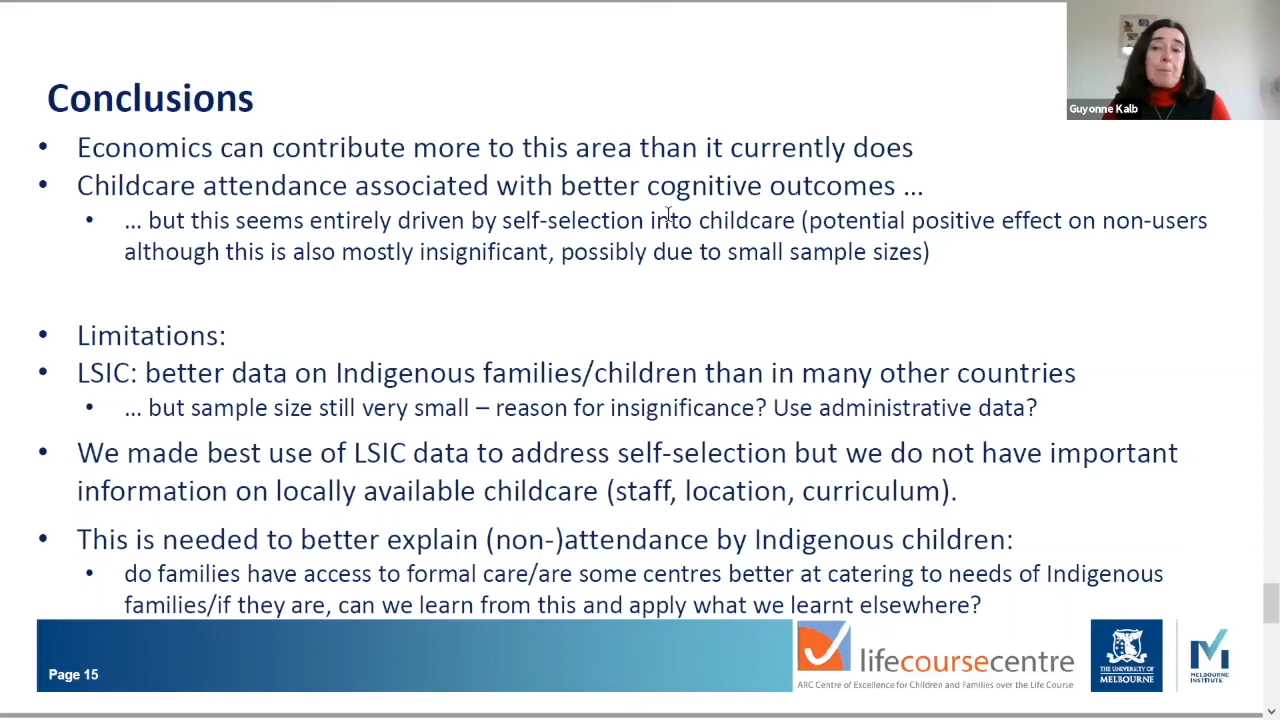 Conclusions
• Economics can contribute more to this area than it currently does
• Childcare attendance associated with better cognitive outcomes …
• … but this seems entirely driven by self-selection into childcare (potential positive effect on non-users
although this is also mostly insignificant, possibly due to small sample sizes)
• Limitations:
• LSIC: better data on Indigenous families/children than in many other countries
• … but sample size still very small – reason for insignificance? Use administrative data?
• We made best use of LSIC data to address self-selection but we do not have important
information on locally available childcare (staff, location, curriculum).
• This is needed to better explain (non-)attendance by Indigenous children:
• do families have access to formal care/are some centres better at catering to needs of Indigenous
families/if they are, can we learn from this and apply what we learnt elsewhere?
Page 15
lifecoursecentre
ARC Centre of Excellence for Children and Families over the Life Course
THE UNIVERSITY OF
MELBOURNE
MELBOURNE
INSTITUTE
Guyonne Kalb